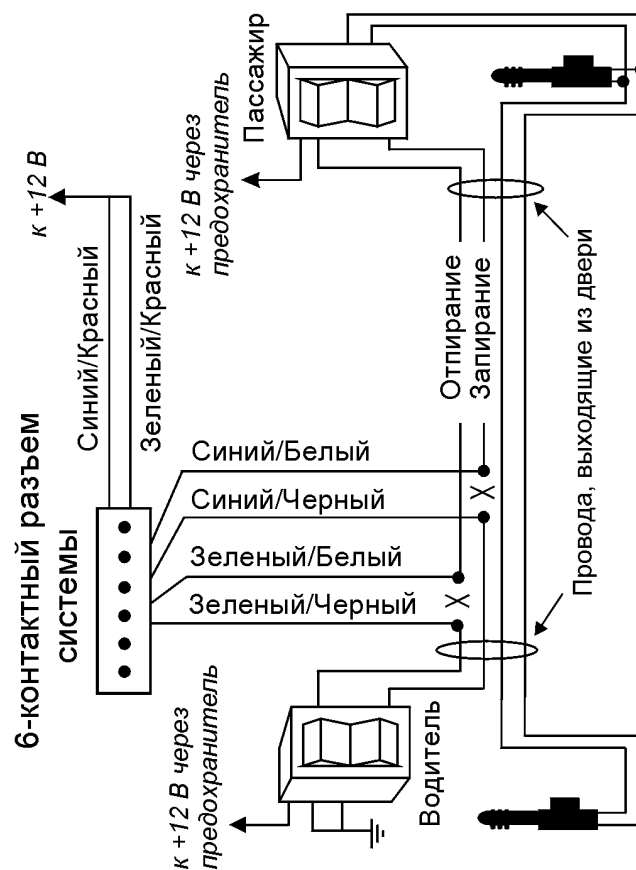 6-контактный разъем
системы
к +12 В
Синий/Красный
Зеленый/Красный
Синий/Белый
Синий/Черный
Зеленый/Белый
Зеленый/Черный
к +12 В через
предохранитель
Водитель
к +12 В через
предохранитель
Пассажир
Отпирание
Запирание
Провода, выходящие из двери